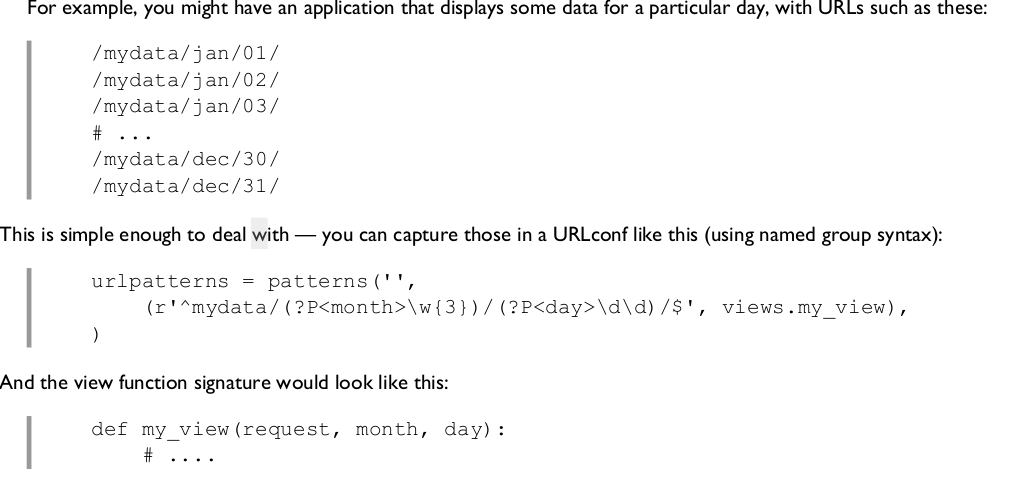 For example, you might have an application that displays some data for a particular day, with URLs such as these:
/mydata/jan/01/
/mydata/jan/02/
/mydata/jan/03/
# ...
/mydata/dec/30/
/mydata/dec/31/
This is simple enough to deal with — you can capture those in a URLconf like this (using named group syntax):
urlpatterns = patterns('',
    (r'^mydata/(?P<month>\w{3})/(?P<day>\d\d)/$', views.my_view),
)
And the view function signature would look like this:
def my_view(request, month, day):
    # ....